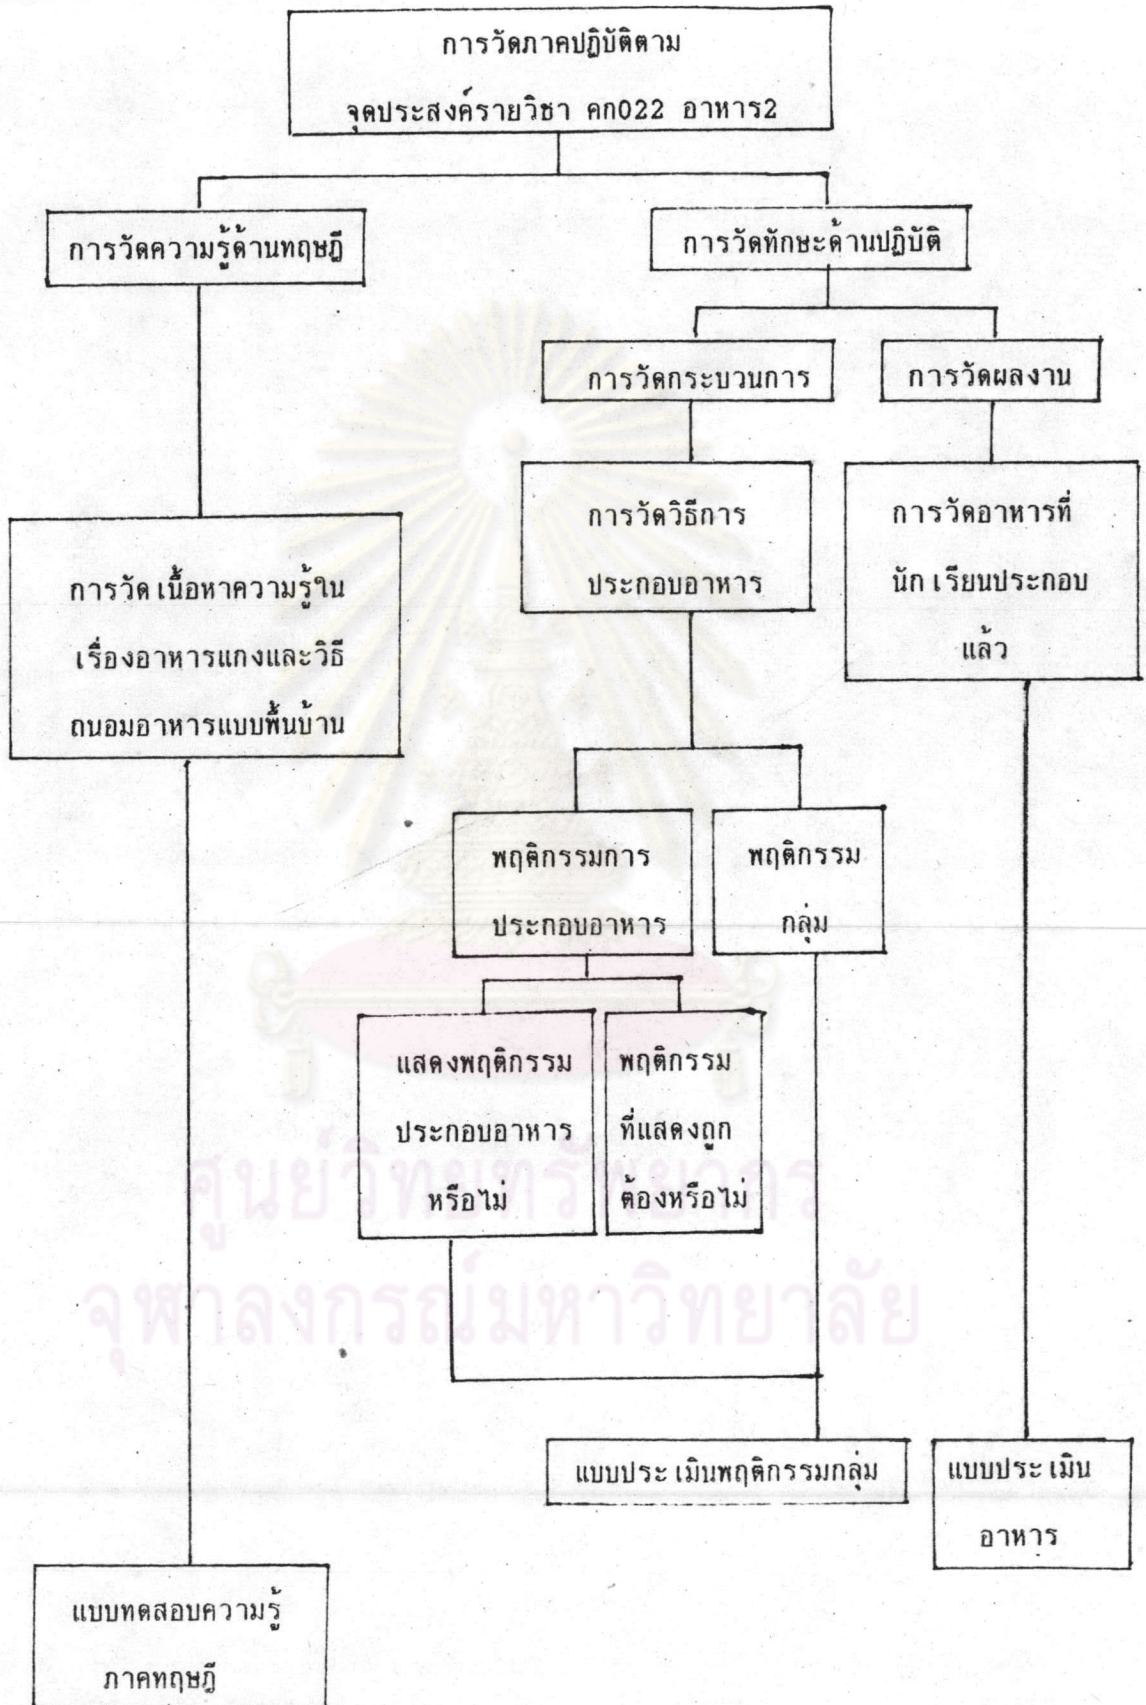 การวัดภาคปฏิบัติตาม
จุดประสงค์รายวิชา คก022 อาหาร2
การวัดความรู้ด้านทฤษฎี
การวัดทักษะด้านปฏิบัติ
การวัดกระบวนการ
การวัดผลงาน
การวัดวิธีการ
ประกอบอาหาร
การวัดอาหารที่
นักเรียนประกอบ
แล้ว
การวัดเนื้อหาความรู้ใน
เรื่องอาหารแกงและวิธี
ถนอมอาหารแบบพื้นบ้าน
พฤติกรรมการ
ประกอบอาหาร
พฤติกรรม
กลุ่ม
แสดงพฤติกรรม
ประกอบอาหาร
หรือไม่
พฤติกรรม
ที่แสดงถูก
ต้องหรือไม่
ศูนย์วิทยทรัพยากร
จุฬาลงกรณ์มหาวิทยาลัย
แบบประเมินพฤติกรรมกลุ่ม
แบบประเมิน
อาหาร
แบบทดสอบความรู้
ภาคทฤษฎี